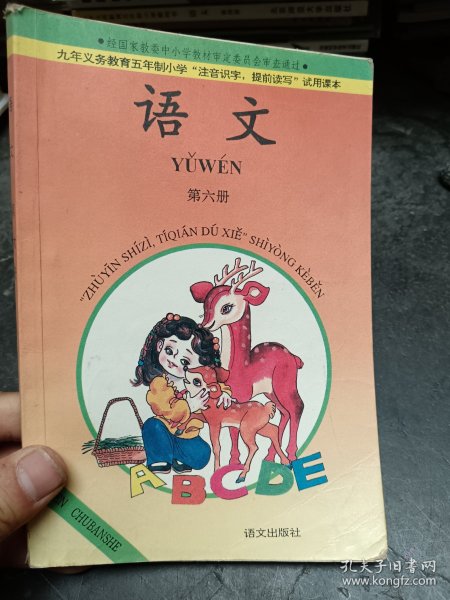 • 经国家教委中小学教材审定委员会审查通过 •
九年义务教育五年制小学“注音识字，提前读写”试用课本
语 文
YǓWÉN
第六册
"ZHÙYĪN SHÍZÌ, TÍQIÁN DÚ XIĚ" SHÌYÒNG KÈBĚN
ABCDE
CHUBANSHE
语文出版社
孔夫子旧书网
www.kongfz.com